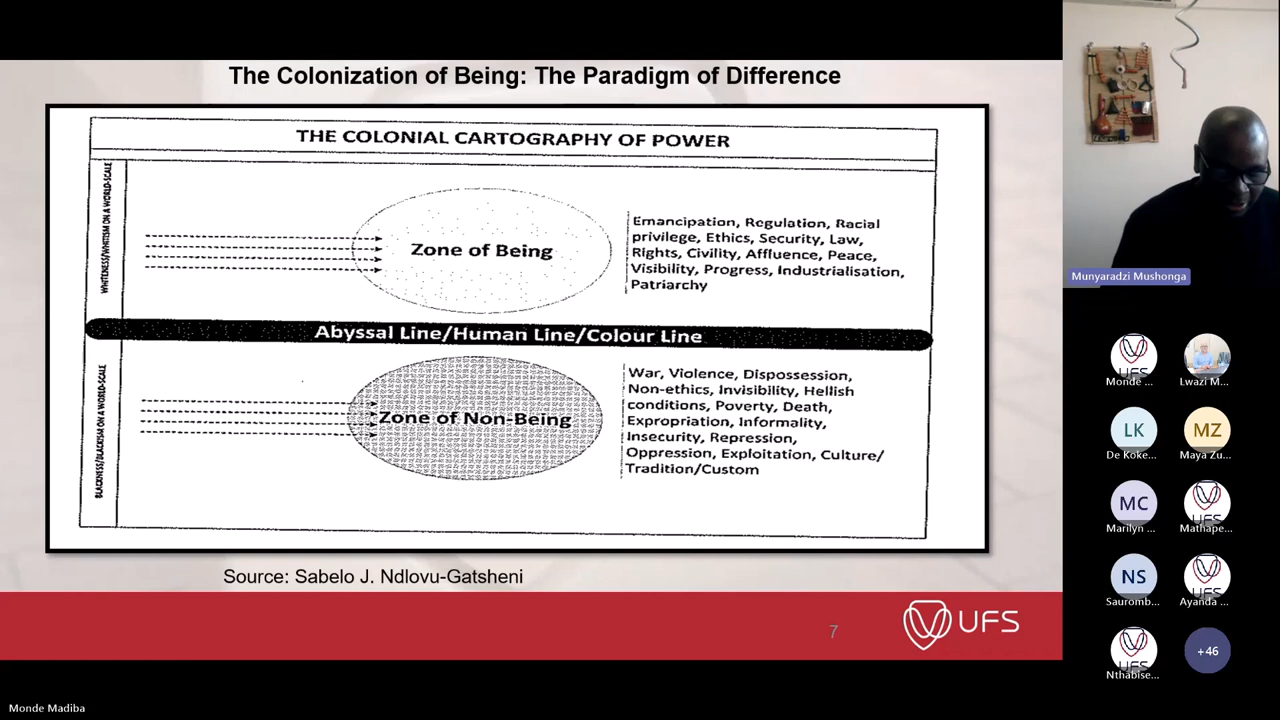 The Colonization of Being: The Paradigm of Difference
THE COLONIAL CARTOGRAPHY OF POWER
WHITENESS/WHITISM ON A WORLD-SCALE
Zone of Being
Emancipation, Regulation, Racial
privilege, Ethics, Security, Law,
Rights, Civility, Affluence, Peace,
Visibility, Progress, Industrialisation,
Patriarchy
Abyssal Line/Human Line/Colour Line
BLACKNESS/BLACKISM ON A WORLD-SCALE
Zone of Non-Being
War, Violence, Dispossession,
Non-ethics, Invisibility, Hellish
conditions, Poverty, Death,
Expropriation, Informality,
Insecurity, Repression,
Oppression, Exploitation, Culture/
Tradition/Custom
Source: Sabelo J. Ndlovu-Gatsheni
7
UFS
Munyaradzi Mushonga
UFS
Monde ...
Lwazi M...
LK
De Koke...
MZ
Maya Zu...
MC
Marilyn ...
UFS
Mathape...
NS
Sauromb...
UFS
Ayanda ...
UFS
Nthabise...
+46
Monde Madiba